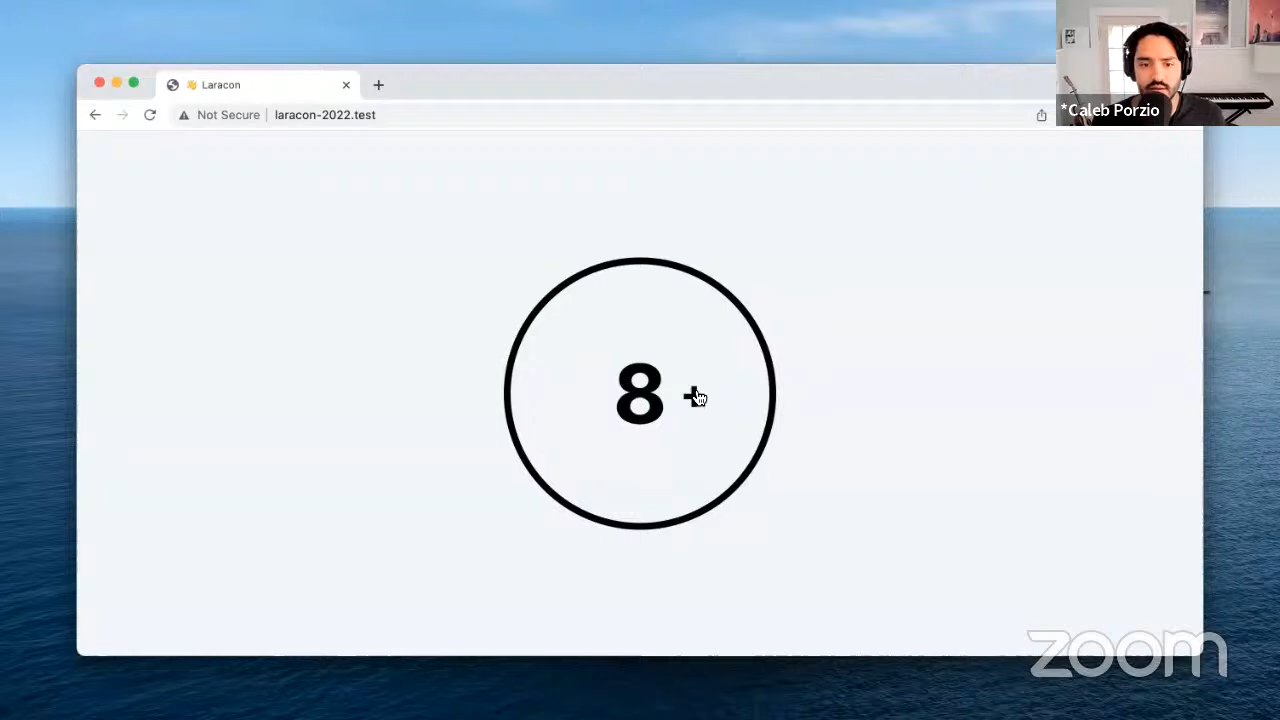 👋 Laracon
*Caleb Porzio
Not Secure | laracon-2022.test
8 +
zoom